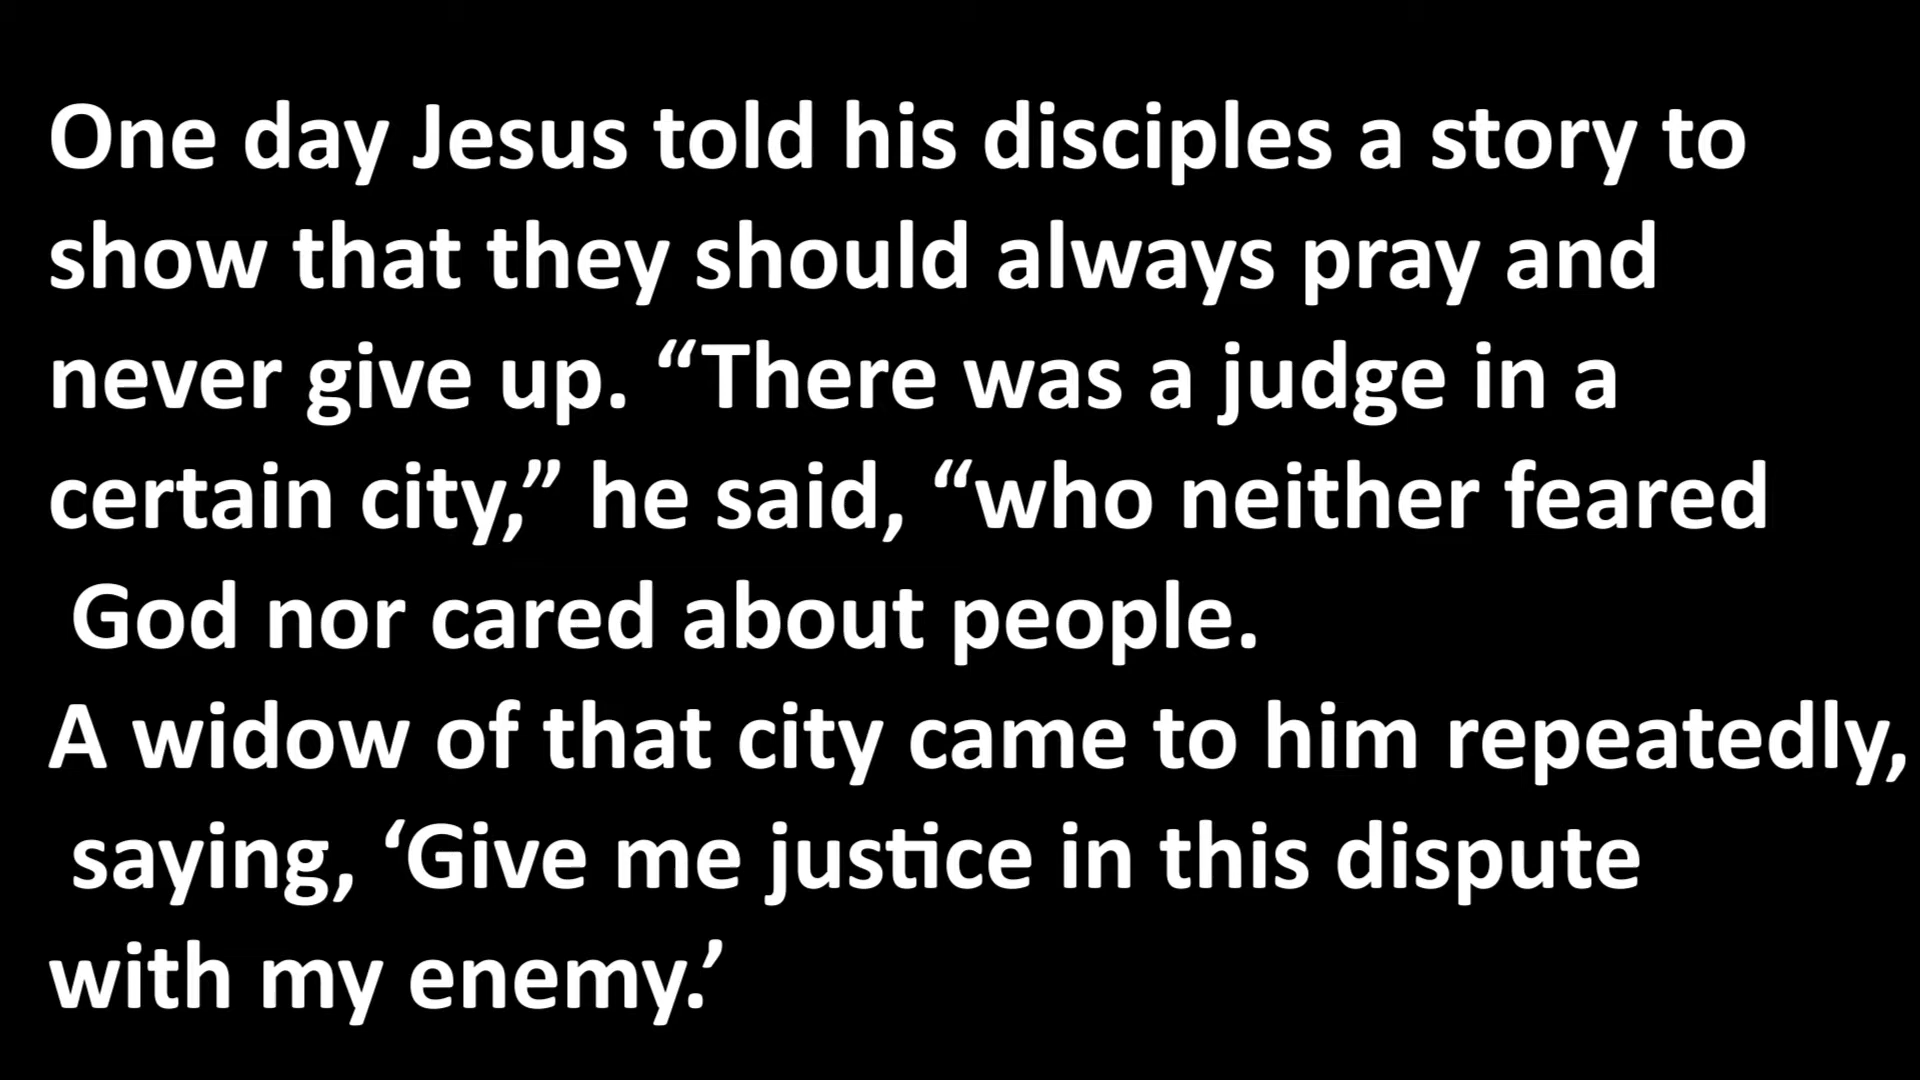 One day Jesus told his disciples a story to
show that they should always pray and
never give up. “There was a judge in a
certain city,” he said, “who neither feared
God nor cared about people.
A widow of that city came to him repeatedly,
saying, ‘Give me justice in this dispute
with my enemy.’